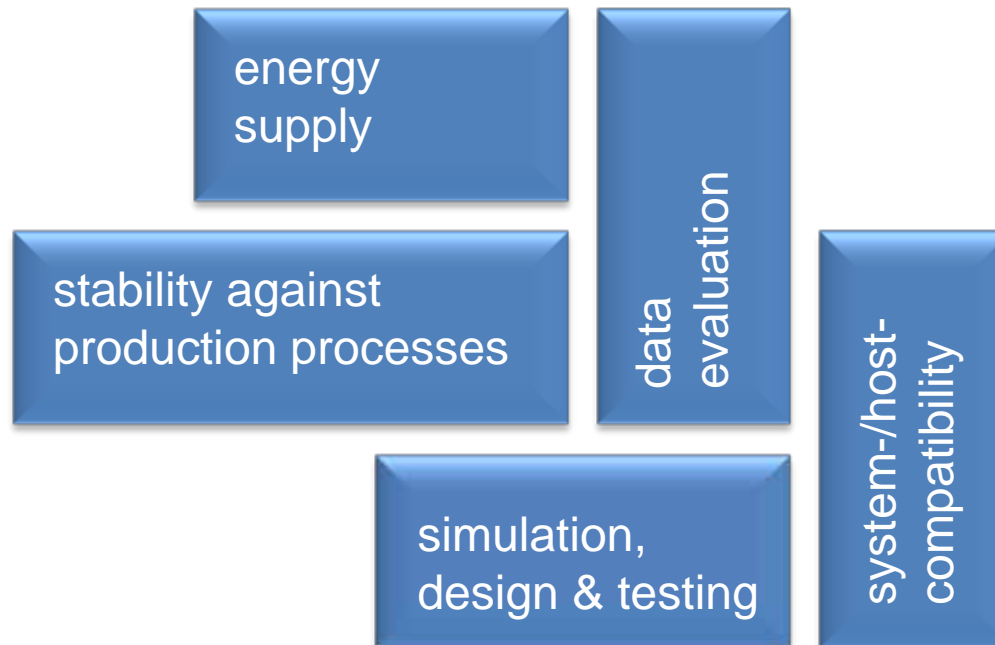 energy
supply
data
evaluation
stability against
production processes
system-/host-
compatibility
simulation,
design & testing